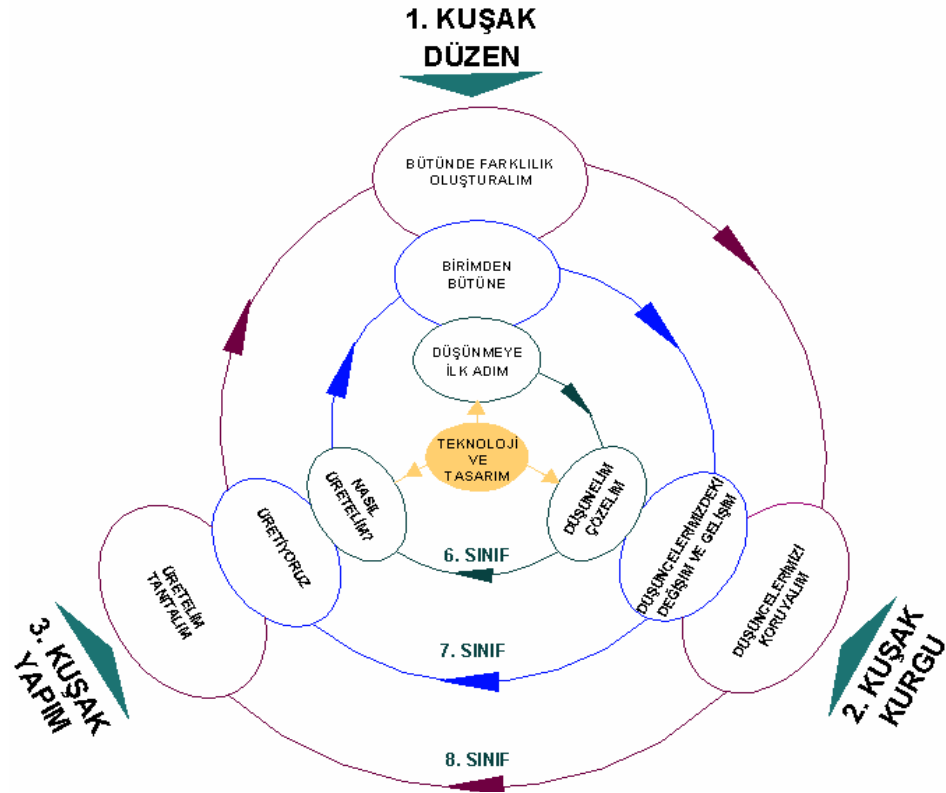 1. KUŞAK
DÜZEN
BÜTÜNDE FARKLILIK
OLUŞTURALIM
BİRİMDEN
BÜTÜNE
DÜŞÜNMEYE
İLK ADIM
TEKNOLOJİ
VE
TASARIM
NASIL
ÜRETELİM?
DÜŞÜNELİM
ÇÖZELİM
6. SINIF
ÜRETİYORUZ
DÜŞÜNCELERİMİZDEKİ
DEĞİŞİM VE GELİŞİM
7. SINIF
ÜRETELİM
TANITALIM
DÜŞÜNCELERİMİZİ
KORUYALIM
8. SINIF
3. KUŞAK
YAPIM
2. KUŞAK
KURGU